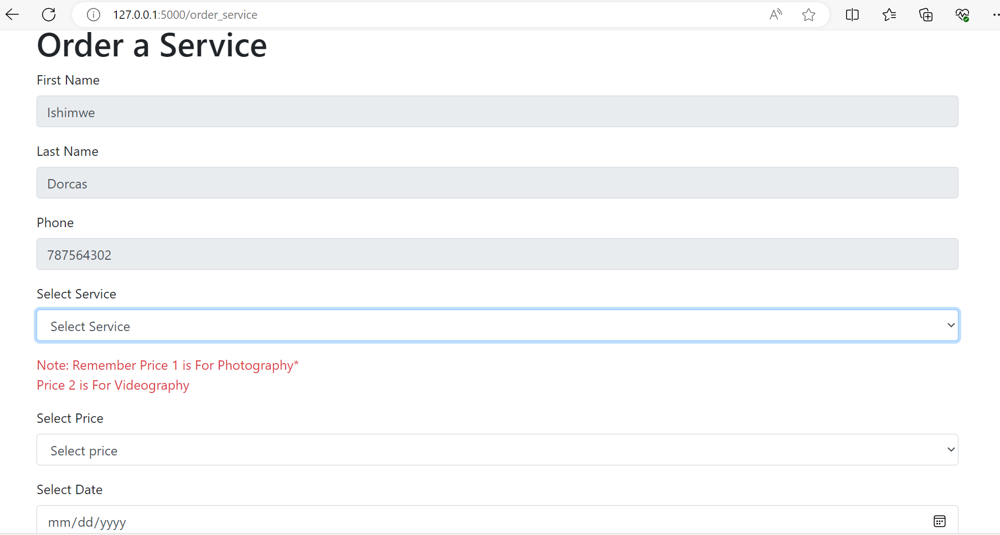 127.0.0.1:5000/order_service
Order a Service
First Name
Ishimwe
Last Name
Dorcas
Phone
787564302
Select Service
Select Service
Note: Remember Price 1 is For Photography*
Price 2 is For Videography
Select Price
Select price
Select Date
mm/dd/yyyy